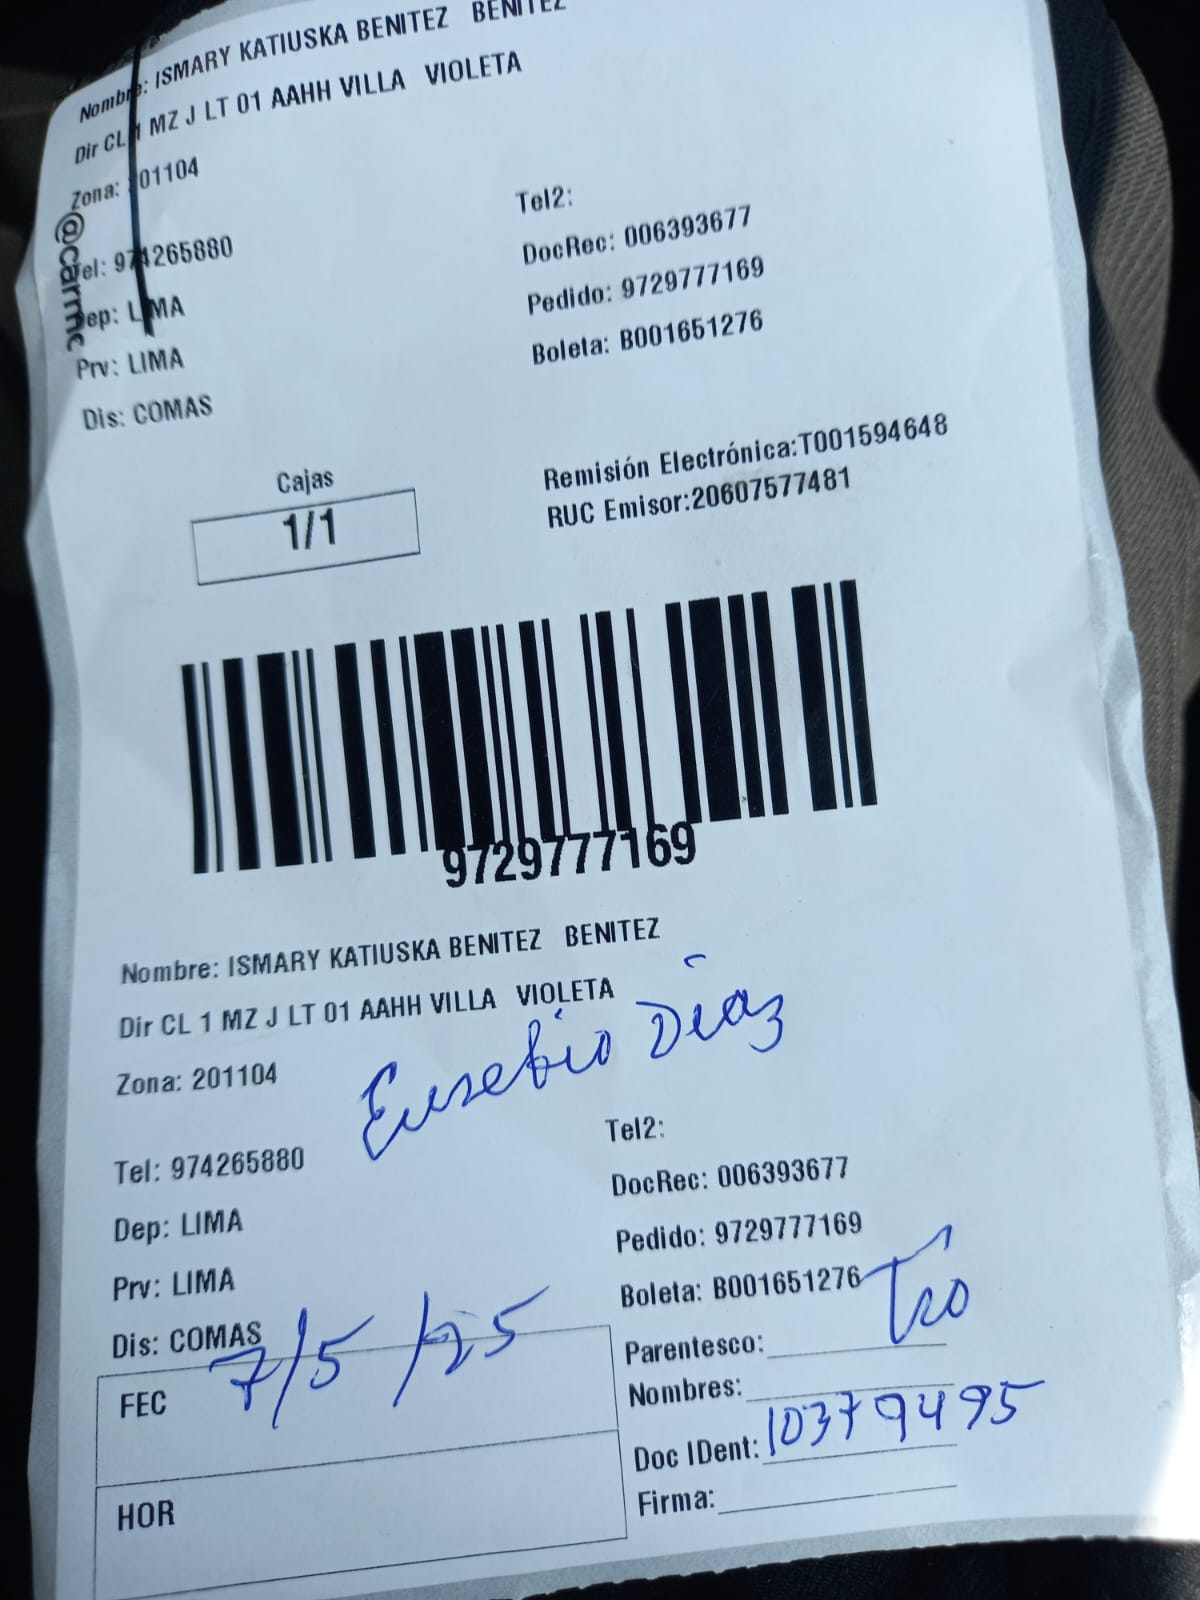 Nombre: ISMARY KATIUSKA BENITEZ BENITEZ
Dir CL 1 MZ J LT 01 AAHH VILLA VIOLETA
Zona: 201104
@carmc
Tel: 974265880
Dep: LIMA
Prv: LIMA
Dis: COMAS
Tel2:
DocRec: 006393677
Pedido: 9729777169
Boleta: B001651276
Cajas
1/1
Remisión Electrónica:T001594648
RUC Emisor:20607577481
9729777169
Nombre: ISMARY KATIUSKA BENITEZ BENITEZ
Dir CL 1 MZ J LT 01 AAHH VILLA VIOLETA
Zona: 201104
Eusebio Díaz
Tel: 974265880
Dep: LIMA
Prv: LIMA
Dis: COMAS
Tel2:
DocRec: 006393677
Pedido: 9729777169
Boleta: B001651276
Parentesco: Tío
Nombres:
Doc IDent: 10379495
Firma:
FEC 7/5/25
HOR